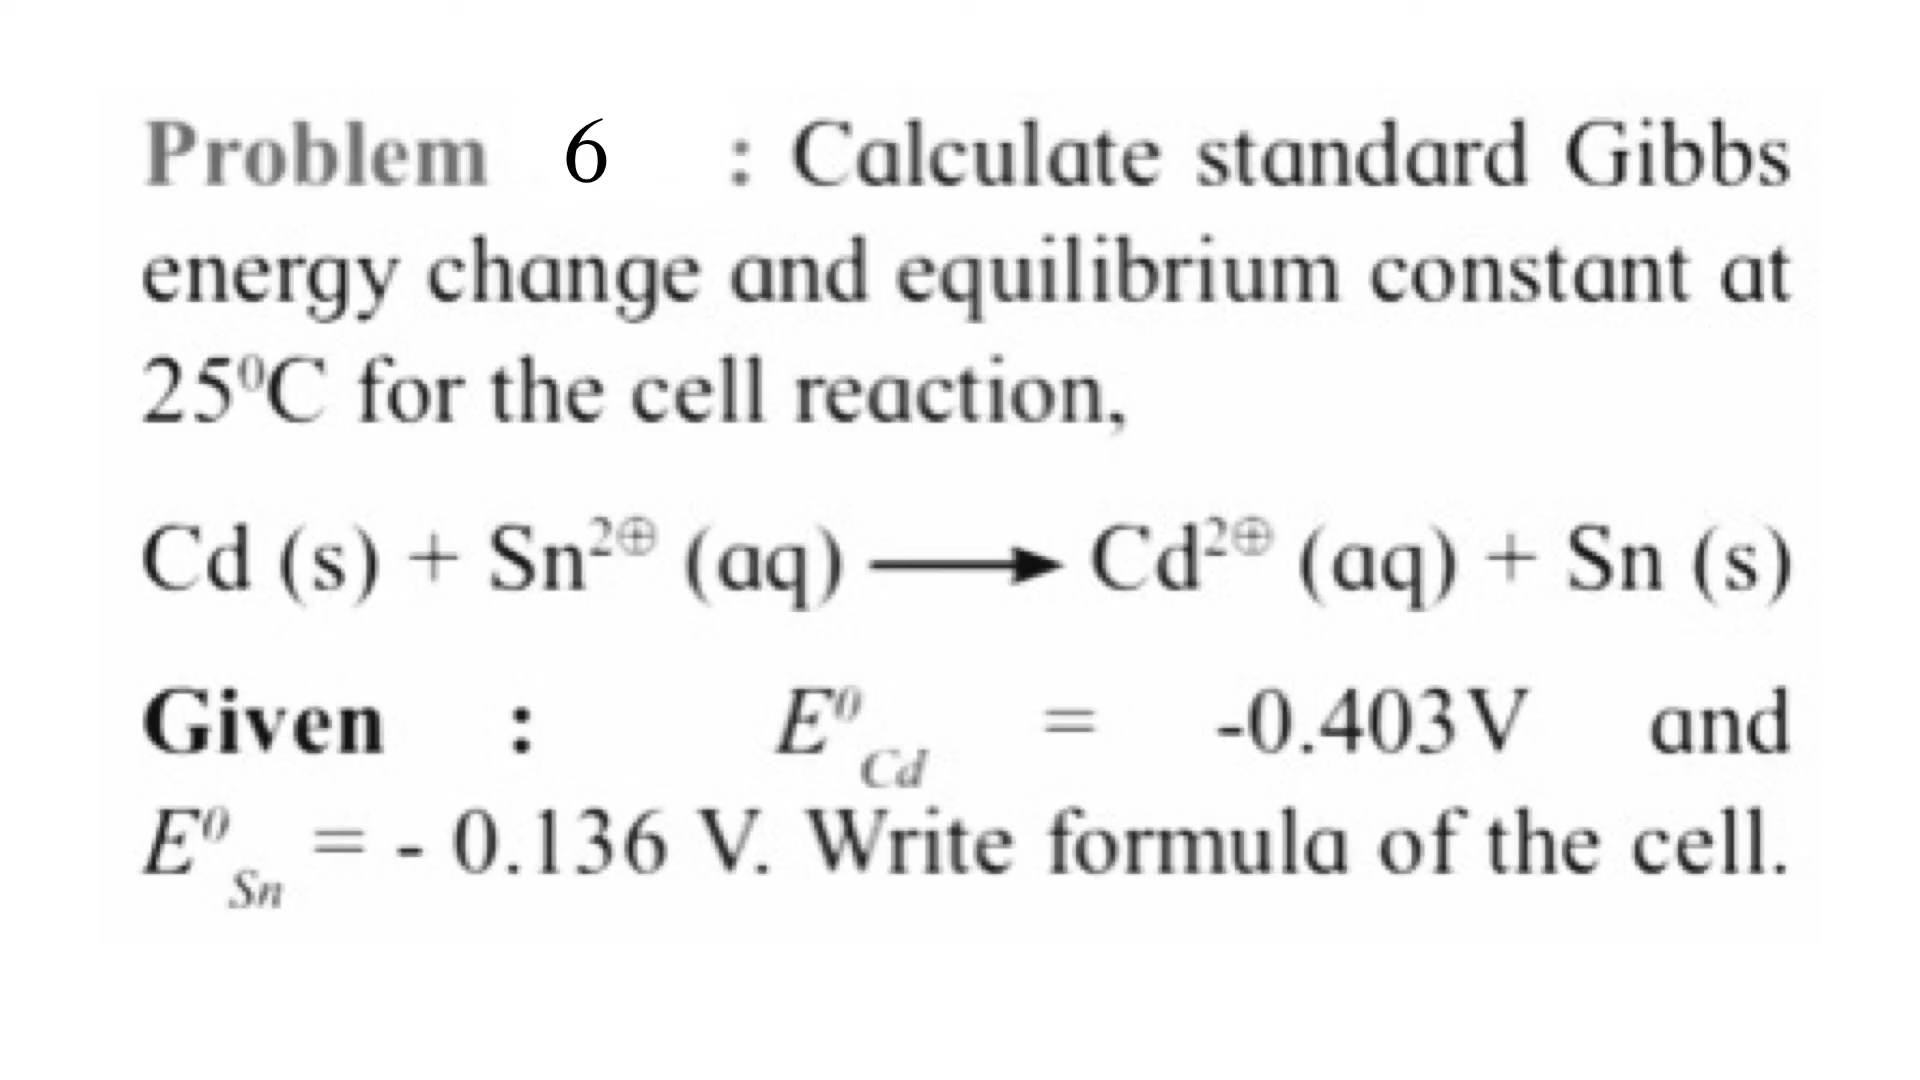 Problem 6 : Calculate standard Gibbs
energy change and equilibrium constant at
25⁰C for the cell reaction,
Cd (s) + Sn²⊕ (aq) ⟶ Cd²⊕ (aq) + Sn (s)
Given : E⁰Cd = -0.403V and
E⁰Sn = - 0.136 V. Write formula of the cell.